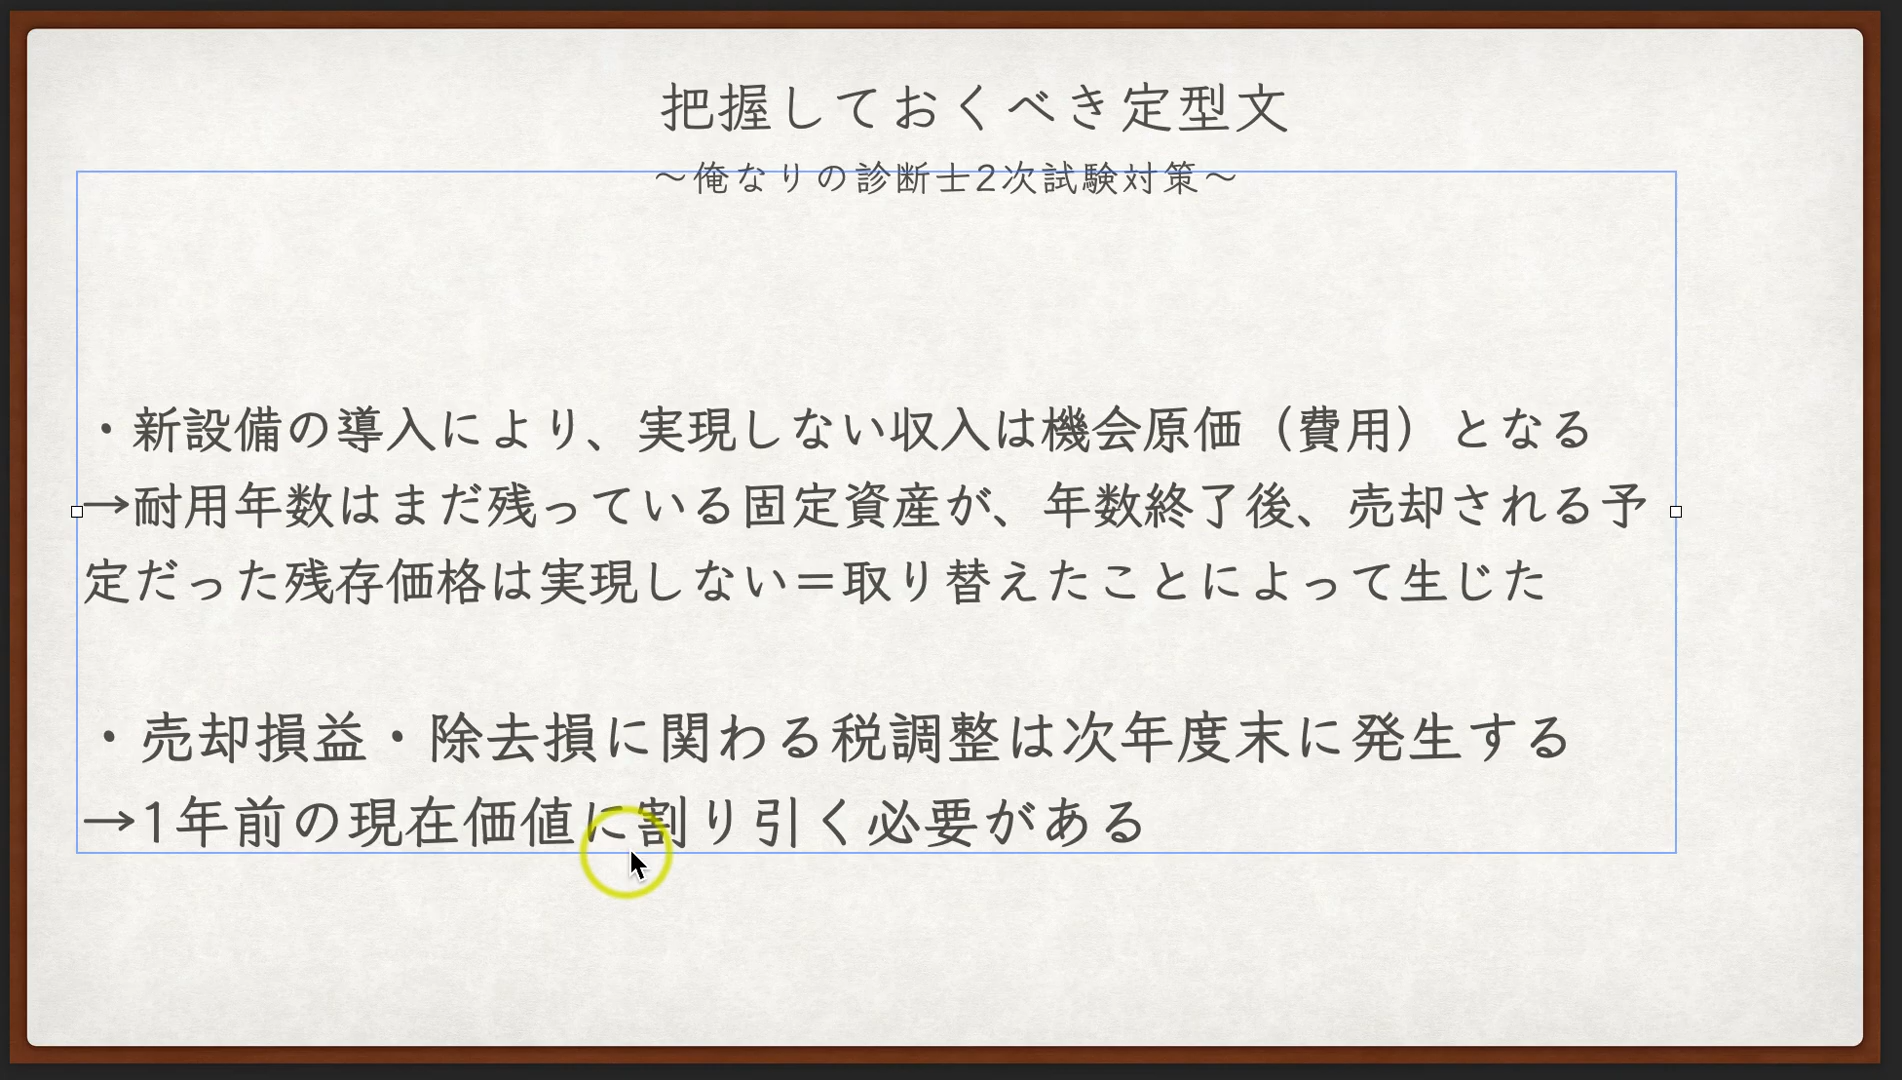 把握しておくべき定型文
～俺なりの診断士2次試験対策～
・新設備の導入により、実現しない収入は機会原価（費用）となる
→耐用年数はまだ残っている固定資産が、年数終了後、売却される予
定だった残存価格は実現しない＝取り替えたことによって生じた
・売却損益・除去損に関わる税調整は次年度末に発生する
→1年前の現在価値に割り引く必要がある